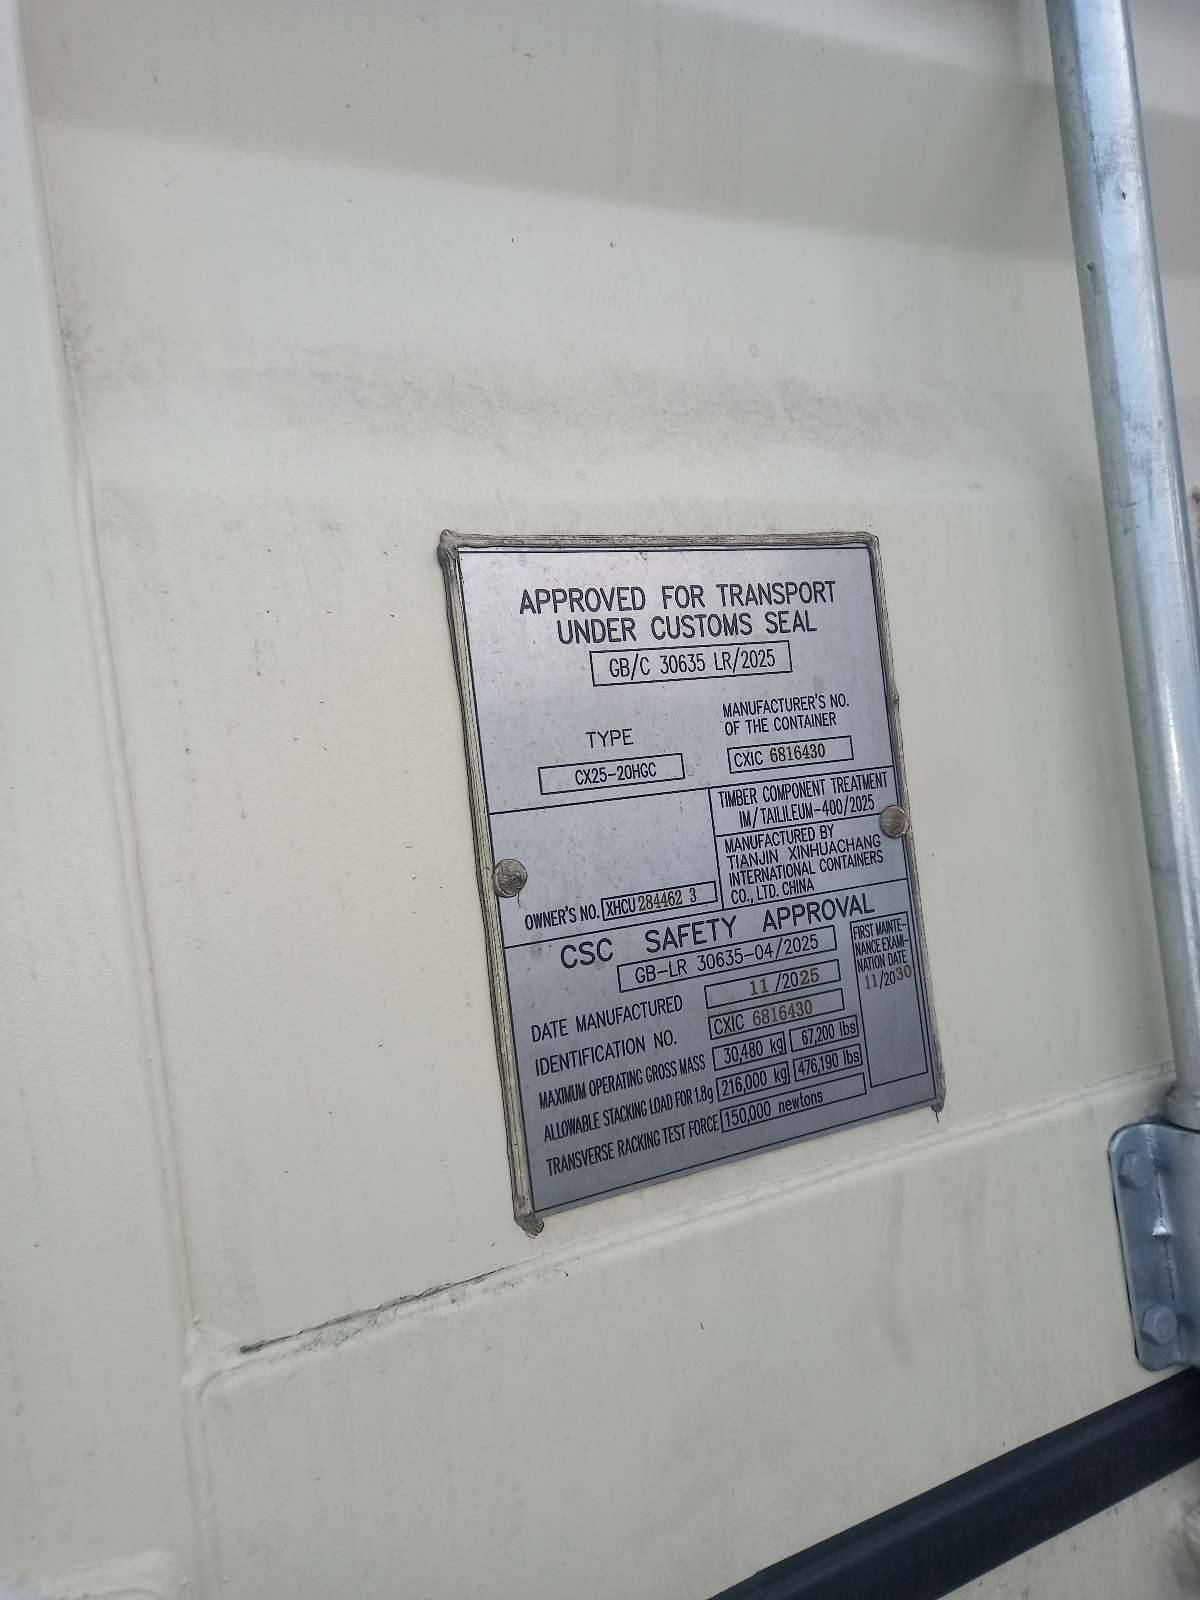 APPROVED FOR TRANSPORT
UNDER CUSTOMS SEAL
GB/C 30635 LR/2025
TYPE
CX25-20HGC
MANUFACTURER'S NO.
OF THE CONTAINER
CXIC 6816430
TIMBER COMPONENT TREATMENT
IM/TAILILEUM-400/2025
MANUFACTURED BY
TIANJIN XINHUACHANG
INTERNATIONAL CONTAINERS
CO., LTD. CHINA
OWNER'S NO. XHCU 284462 3
CSC SAFETY APPROVAL
GB-LR 30635-04/2025
DATE MANUFACTURED 11/2025
IDENTIFICATION NO. CXIC 6816430
MAXIMUM OPERATING GROSS MASS 30,480 kg 67,200 lbs
ALLOWABLE STACKING LOAD FOR 1.8g 216,000 kg 476,190 lbs
TRANSVERSE RACKING TEST FORCE 150,000 newtons
FIRST MAINTE-
NANCE EXAMI-
NATION DATE
11/2030